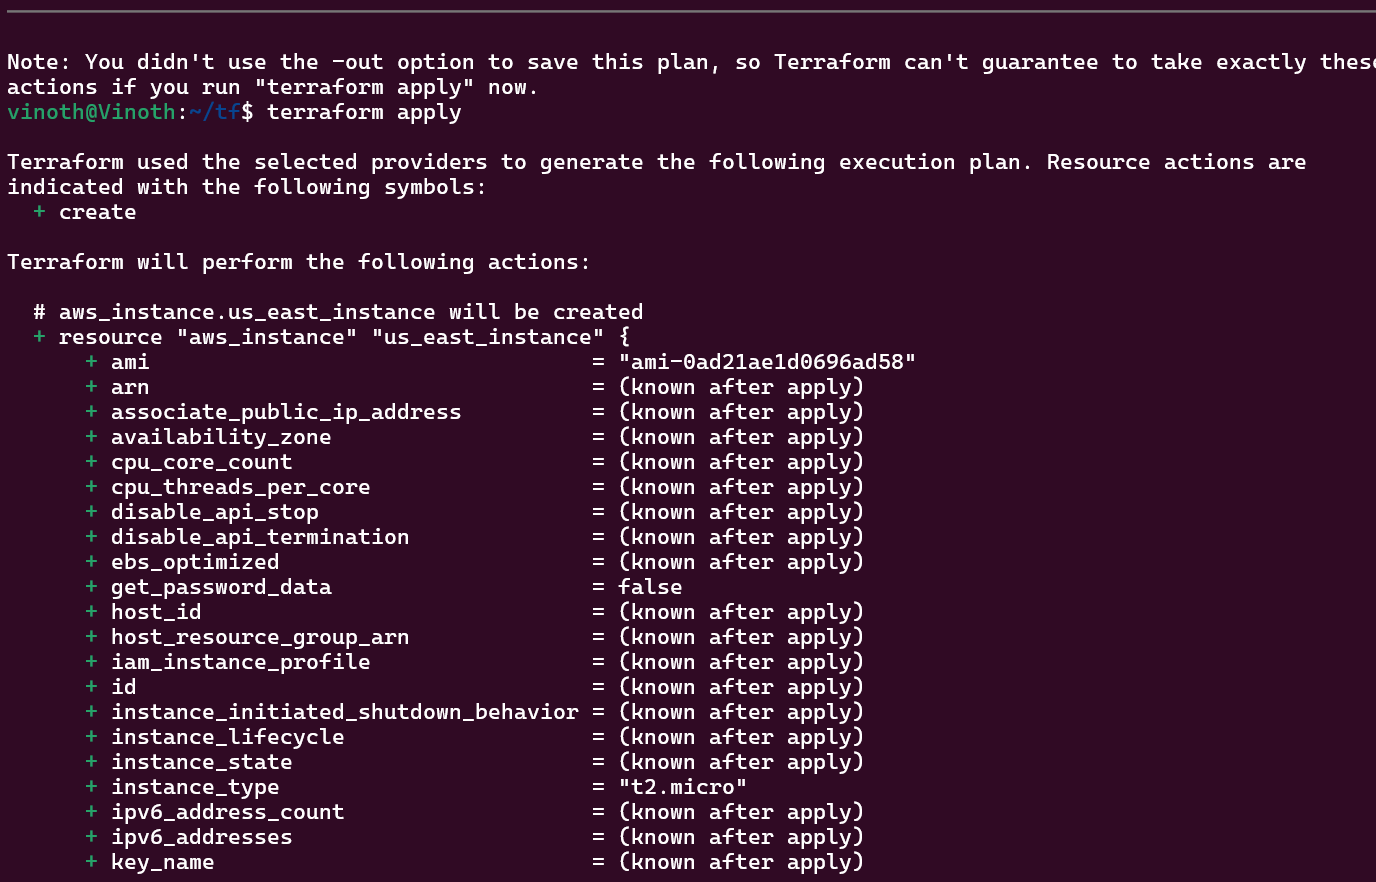 Note: You didn't use the -out option to save this plan, so Terraform can't guarantee to take exactly these
actions if you run "terraform apply" now.
vinoth@Vinoth:~/tf$ terraform apply
Terraform used the selected providers to generate the following execution plan. Resource actions are
indicated with the following symbols:
+ create
Terraform will perform the following actions:
# aws_instance.us_east_instance will be created
+ resource "aws_instance" "us_east_instance" {
+ ami = "ami-0ad21ae1d0696ad58"
+ arn = (known after apply)
+ associate_public_ip_address = (known after apply)
+ availability_zone = (known after apply)
+ cpu_core_count = (known after apply)
+ cpu_threads_per_core = (known after apply)
+ disable_api_stop = (known after apply)
+ disable_api_termination = (known after apply)
+ ebs_optimized = (known after apply)
+ get_password_data = false
+ host_id = (known after apply)
+ host_resource_group_arn = (known after apply)
+ iam_instance_profile = (known after apply)
+ id = (known after apply)
+ instance_initiated_shutdown_behavior = (known after apply)
+ instance_lifecycle = (known after apply)
+ instance_state = (known after apply)
+ instance_type = "t2.micro"
+ ipv6_address_count = (known after apply)
+ ipv6_addresses = (known after apply)
+ key_name = (known after apply)